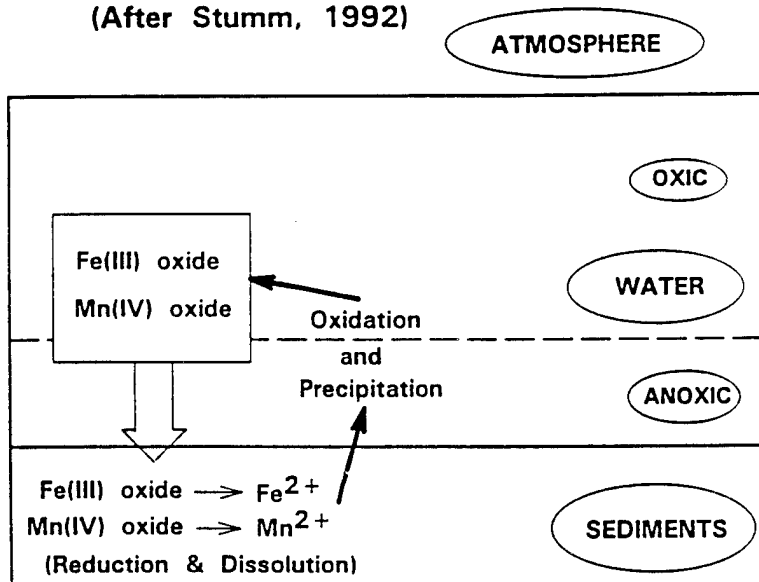 (After Stumm, 1992)
ATMOSPHERE
OXIC
Fe(III) oxide
Mn(IV) oxide
WATER
Oxidation
and
Precipitation
ANOXIC
Fe(III) oxide → Fe²⁺
Mn(IV) oxide → Mn²⁺
(Reduction & Dissolution)
SEDIMENTS